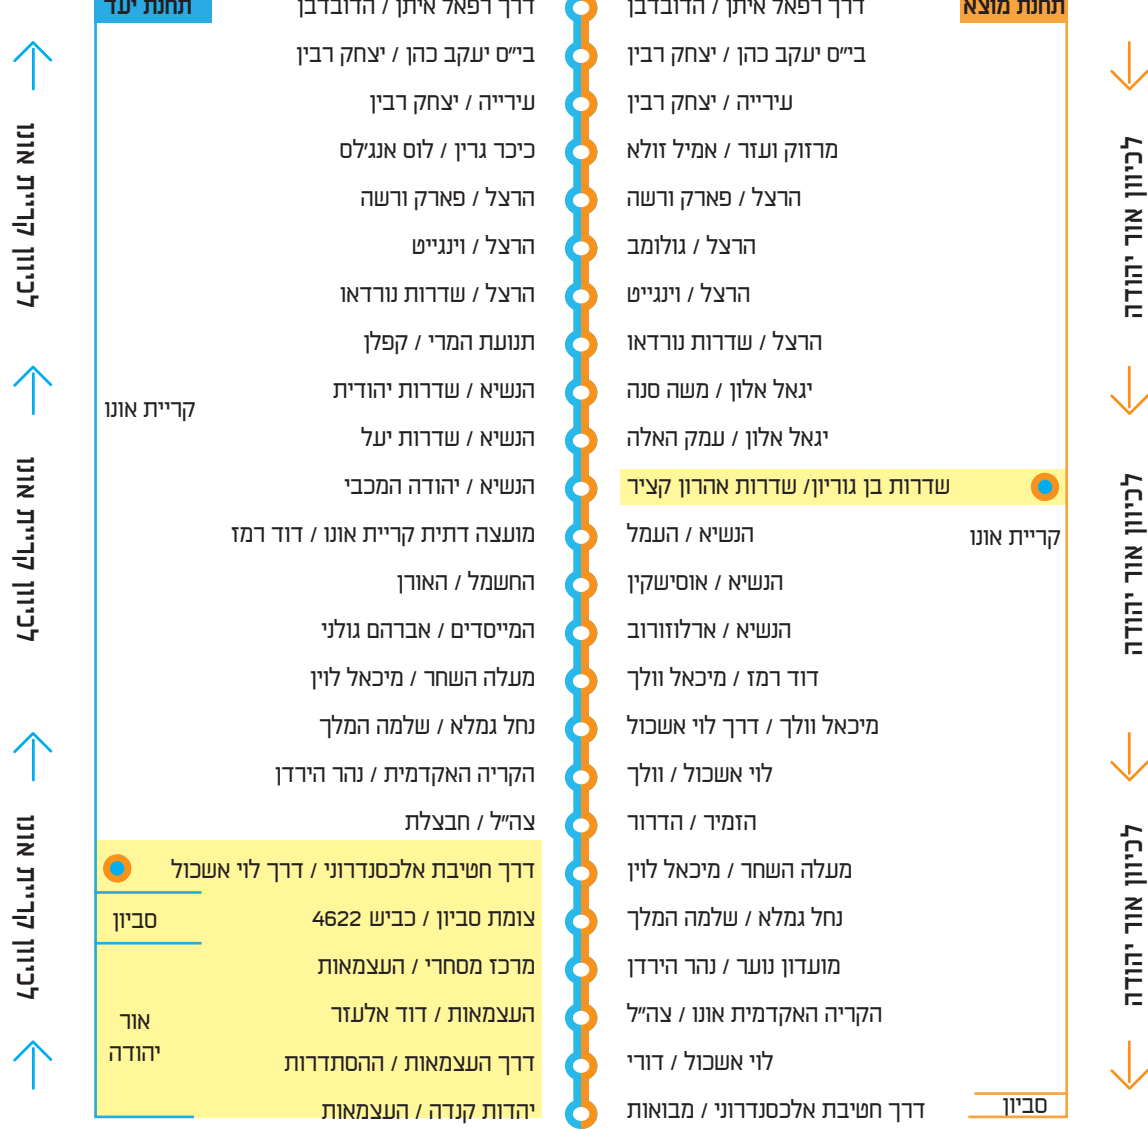 תחנת מוצא
דרך רפאל איתן / הדובדבן
בי״ס יעקב כהן / יצחק רבין
עירייה / יצחק רבין
מרזוק ועזר / אמיל זולא
הרצל / פארק ורשה
הרצל / גולומב
הרצל / וינגייט
הרצל / שדרות נורדאו
יגאל אלון / משה סנה
יגאל אלון / עמק האלה
שדרות בן גוריון/ שדרות אהרון קציר
קריית אונו
הנשיא / העמל
הנשיא / אוסישקין
הנשיא / ארלוזורוב
דוד רמז / מיכאל וולך
מיכאל וולך / דרך לוי אשכול
לוי אשכול / וולך
הזמיר / הדרור
מעלה השחר / מיכאל לוין
נחל גמלא / שלמה המלך
מועדון נוער / נהר הירדן
הקריה האקדמית אונו / צה״ל
לוי אשכול / דורי
סביון
דרך חטיבת אלכסנדרוני / מבואות
לכיוון אור יהודה
לכיוון אור יהודה
לכיוון אור יהודה
תחנת יעד
דרך רפאל איתן / הדובדבן
בי״ס יעקב כהן / יצחק רבין
עירייה / יצחק רבין
כיכר גרין / לוס אנג'לס
הרצל / פארק ורשה
הרצל / וינגייט
הרצל / שדרות נורדאו
תנועת המרי / קפלן
הנשיא / שדרות יהודית
קריית אונו
הנשיא / שדרות יעל
הנשיא / יהודה המכבי
מועצה דתית קריית אונו / דוד רמז
החשמל / האורן
המייסדים / אברהם גולני
מעלה השחר / מיכאל לוין
נחל גמלא / שלמה המלך
הקריה האקדמית / נהר הירדן
צה״ל / חבצלת
דרך חטיבת אלכסנדרוני / דרך לוי אשכול
צומת סביון / כביש 4622
סביון
מרכז מסחרי / העצמאות
העצמאות / דוד אלעזר
אור
יהודה
דרך העצמאות / ההסתדרות
יהדות קנדה / העצמאות
לכיוון קריית אונו
לכיוון קריית אונו
לכיוון קריית אונו